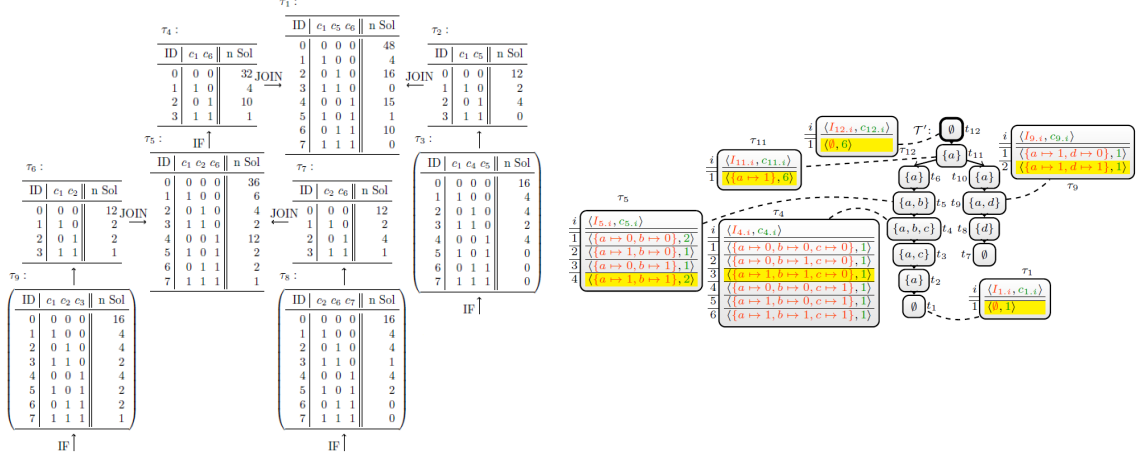 τ4 :
ID c1 c6 n Sol
0 0 0 32
1 1 0 4
2 0 1 10
3 1 1 1
JOIN
IF
τ1 :
ID c1 c5 c6 n Sol
0 0 0 0 48
1 1 0 0 4
2 0 1 0 16
3 1 1 0 0
4 0 0 1 15
5 1 0 1 1
6 0 1 1 10
7 1 1 1 0
JOIN
τ2 :
ID c1 c5 n Sol
0 0 0 12
1 1 0 2
2 0 1 4
3 1 1 0
τ6 :
ID c1 c2 n Sol
0 0 0 12
1 1 0 2
2 0 1 2
3 1 1 1
JOIN
τ5 :
ID c1 c2 c6 n Sol
0 0 0 0 36
1 1 0 0 6
2 0 1 0 4
3 1 1 0 2
4 0 0 1 12
5 1 0 1 2
6 0 1 1 2
7 1 1 1 1
JOIN
τ7 :
ID c2 c6 n Sol
0 0 0 12
1 1 0 2
2 0 1 4
3 1 1 1
τ3 :
ID c1 c4 c5 n Sol
0 0 0 0 16
1 1 0 0 4
2 0 1 0 4
3 1 1 0 2
4 0 0 1 4
5 1 0 1 0
6 0 1 1 0
7 1 1 1 0
IF
τ9 :
ID c1 c2 c3 n Sol
0 0 0 0 16
1 1 0 0 4
2 0 1 0 4
3 1 1 0 2
4 0 0 1 4
5 1 0 1 2
6 0 1 1 2
7 1 1 1 1
IF
τ8 :
ID c2 c6 c7 n Sol
0 0 0 0 16
1 1 0 0 4
2 0 1 0 4
3 1 1 0 1
4 0 0 1 4
5 1 0 1 2
6 0 1 1 0
7 1 1 1 0
IF
i ⟨I12.i, c12.i⟩
1 ⟨∅, 6⟩
τ12
T′: ∅ t12
τ11
i ⟨I11.i, c11.i⟩
1 ⟨{a ↦ 1}, 6⟩
{a} t11
i ⟨I9.i, c9.i⟩
1 ⟨{a ↦ 1, d ↦ 0}, 1⟩
2 ⟨{a ↦ 1, d ↦ 1}, 1⟩
τ9
{a} t6 t10 {a}
{a, b} t5 t9 {a, d}
{a, b, c} t4 t8 {d}
{a, c} t3 t7 ∅
{a} t2
∅ t1
τ5
i ⟨I5.i, c5.i⟩
1 ⟨{a ↦ 0, b ↦ 0}, 2⟩
2 ⟨{a ↦ 1, b ↦ 0}, 1⟩
3 ⟨{a ↦ 0, b ↦ 0}, 1⟩
4 ⟨{a ↦ 1, b ↦ 1}, 2⟩
τ4
i ⟨I4.i, c4.i⟩
1 ⟨{a ↦ 0, b ↦ 0, c ↦ 0}, 1⟩
2 ⟨{a ↦ 0, b ↦ 1, c ↦ 0}, 1⟩
3 ⟨{a ↦ 1, b ↦ 1, c ↦ 0}, 1⟩
4 ⟨{a ↦ 0, b ↦ 0, c ↦ 1}, 1⟩
5 ⟨{a ↦ 1, b ↦ 0, c ↦ 1}, 1⟩
6 ⟨{a ↦ 1, b ↦ 1, c ↦ 1}, 1⟩
τ1
i ⟨I1.i, c1.i⟩
1 ⟨∅, 1⟩